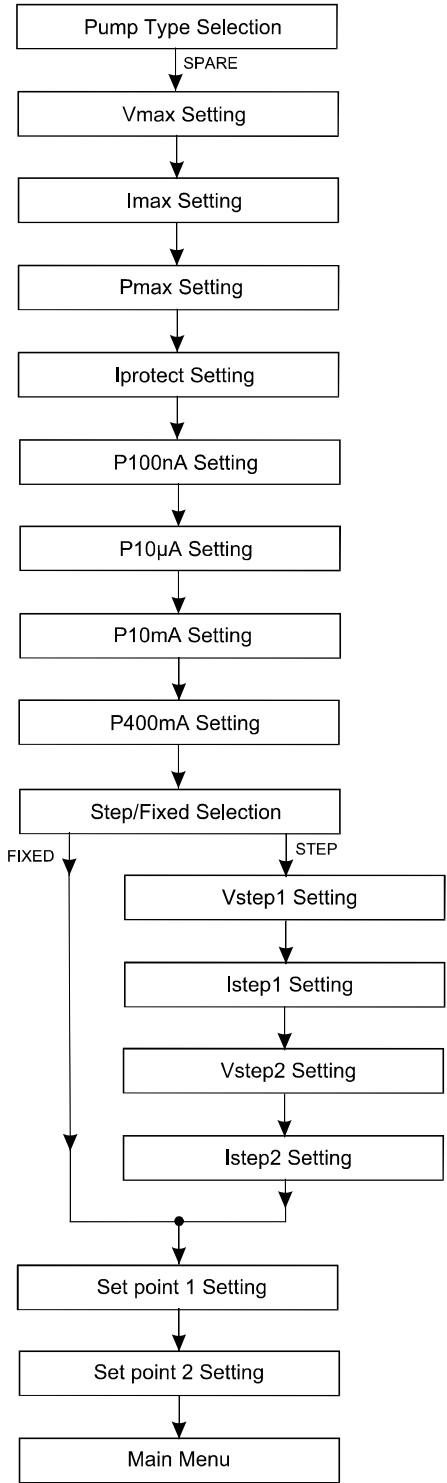 Pump Type Selection
SPARE
Vmax Setting
Imax Setting
Pmax Setting
Iprotect Setting
P100nA Setting
P10µA Setting
P10mA Setting
P400mA Setting
Step/Fixed Selection
FIXED
STEP
Vstep1 Setting
Istep1 Setting
Vstep2 Setting
Istep2 Setting
Set point 1 Setting
Set point 2 Setting
Main Menu